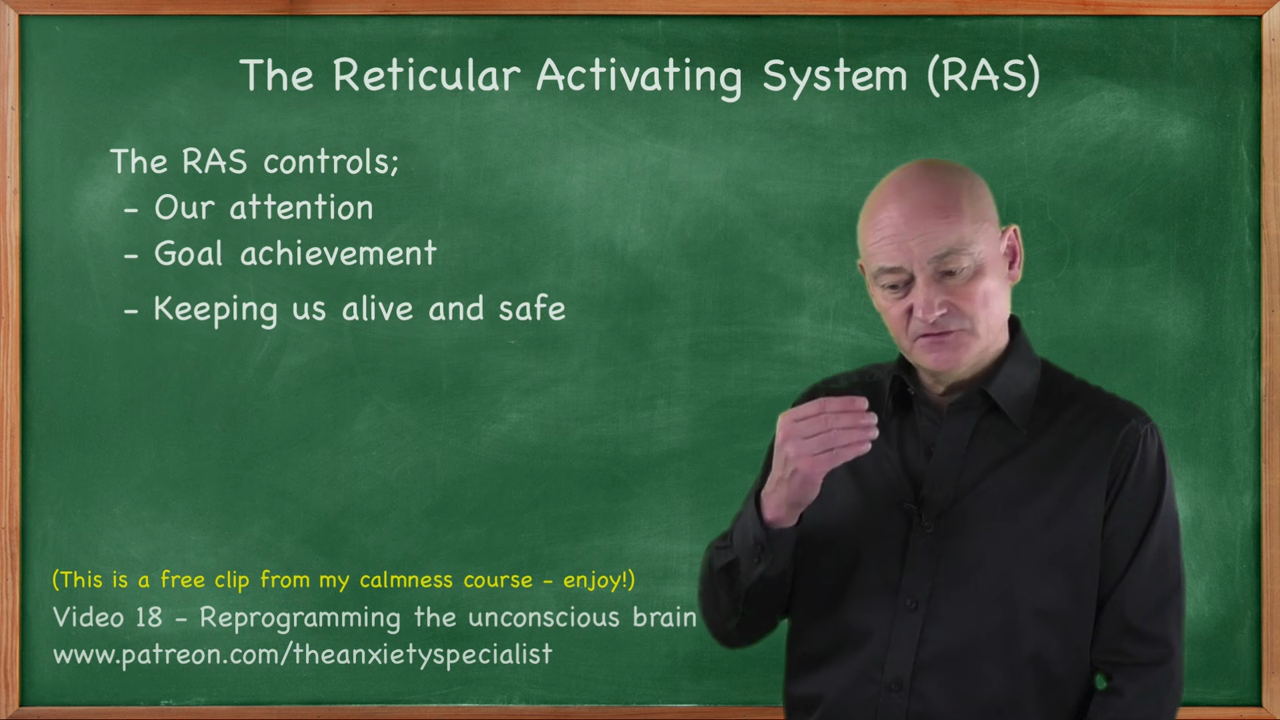 The Reticular Activating System (RAS)
The RAS controls;
- Our attention
- Goal achievement
- Keeping us alive and safe
(This is a free clip from my calmness course - enjoy!)
Video 18 - Reprogramming the unconscious brain
www.patreon.com/theanxietyspecialist